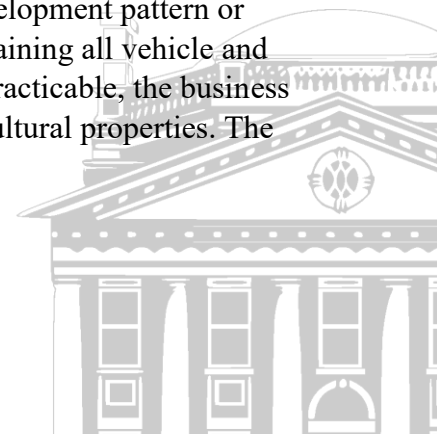 elopment pattern or
aining all vehicle and
racticable, the business
ultural properties. The